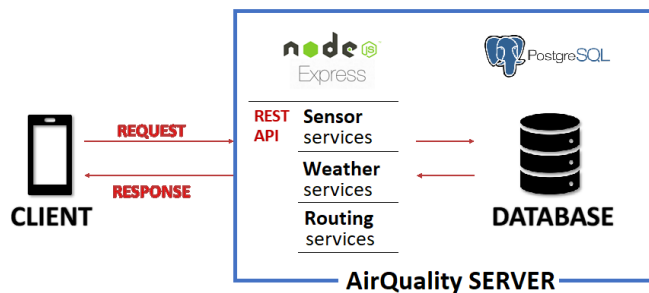 node JS
Express
PostgreSQL
REST
API
Sensor
services
REQUEST
Weather
services
RESPONSE
CLIENT
Routing
services
DATABASE
AirQuality SERVER